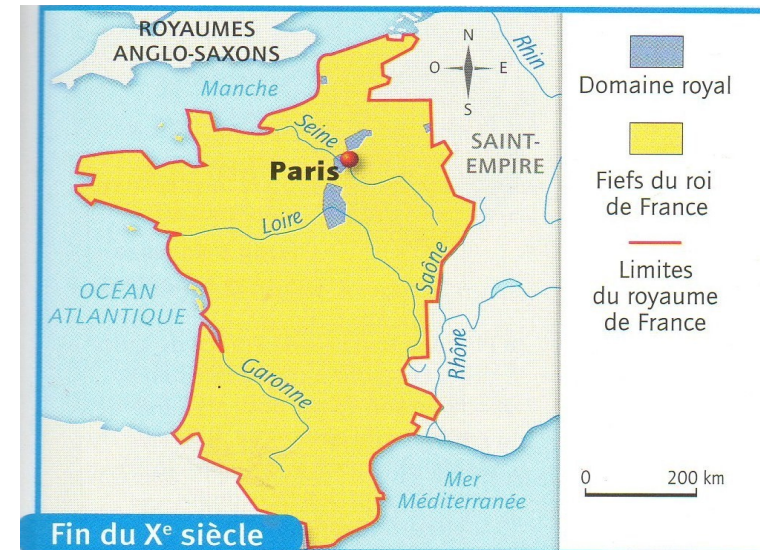 ROYAUMES
ANGLO-SAXONS
Manche
N
O
E
S
Rhin
Seine
Paris
SAINT-
EMPIRE
Loire
Saône
OCÉAN
ATLANTIQUE
Garonne
Rhône
Mer
Méditerranée
Fin du Xe siècle
Domaine royal
Fiefs du roi
de France
Limites
du royaume
de France
0
200 km